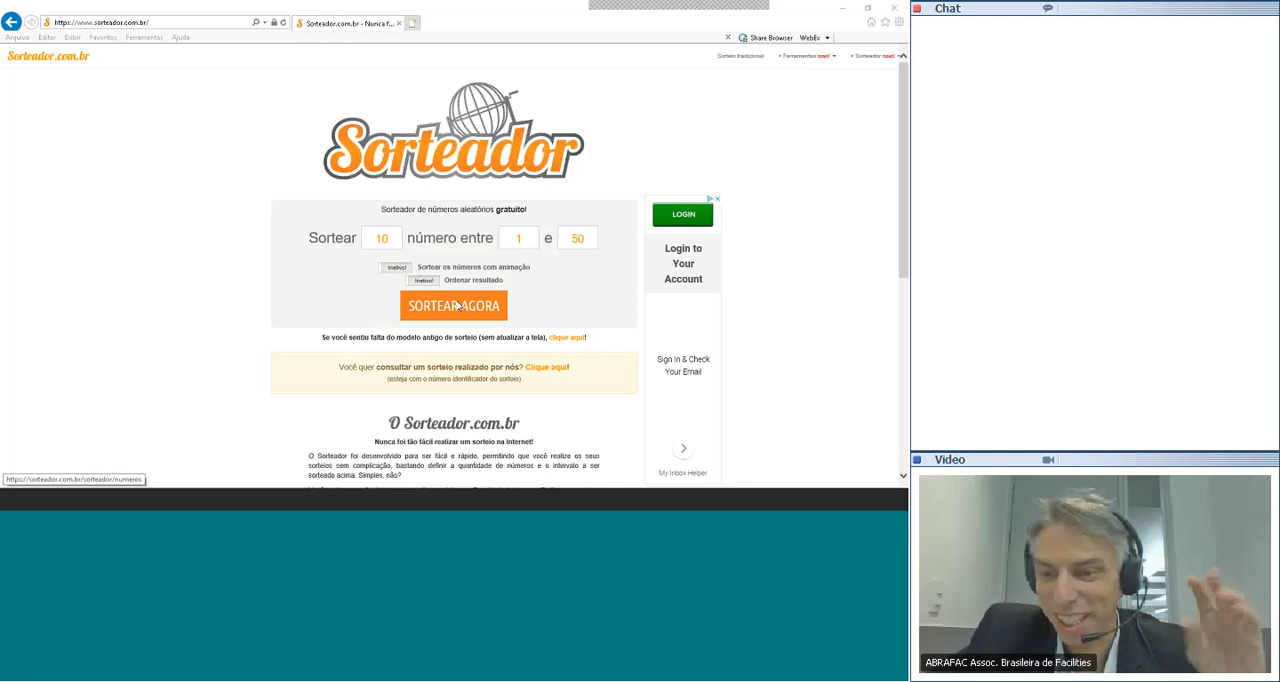 https://www.sorteador.com.br/
Sorteador.com.br - Nunca f...
Arquivo Editar Exibir Favoritos Ferramentas Ajuda
Share Browser WebEx
Sorteador.com.br
Sorteio tradicional + Ferramentas novo! + Sorteador novo!
Sorteador
Sorteador de números aleatórios gratuito!
Sortear 10 número entre 1 e 50
Inativo! Sortear os números com animação
Inativo! Ordenar resultado
SORTEAR AGORA
Se você sentiu falta do modelo antigo de sorteio (sem atualizar a tela), clique aqui!
Você quer consultar um sorteio realizado por nós? Clique aqui!
(esteja com o número identificador do sorteio)
O Sorteador.com.br
Nunca foi tão fácil realizar um sorteio na Internet!
O Sorteador foi desenvolvido para ser fácil e rápido, permitindo que você realize os seus
sorteios sem complicação, bastando definir a quantidade de números e o intervalo a ser
sorteado acima. Simples, não?
https://sorteador.com.br/sorteador/numeros
LOGIN
Login to
Your
Account
Sign In & Check
Your Email
My Inbox Helper
Chat
Video
ABRAFAC Assoc. Brasileira de Facilities